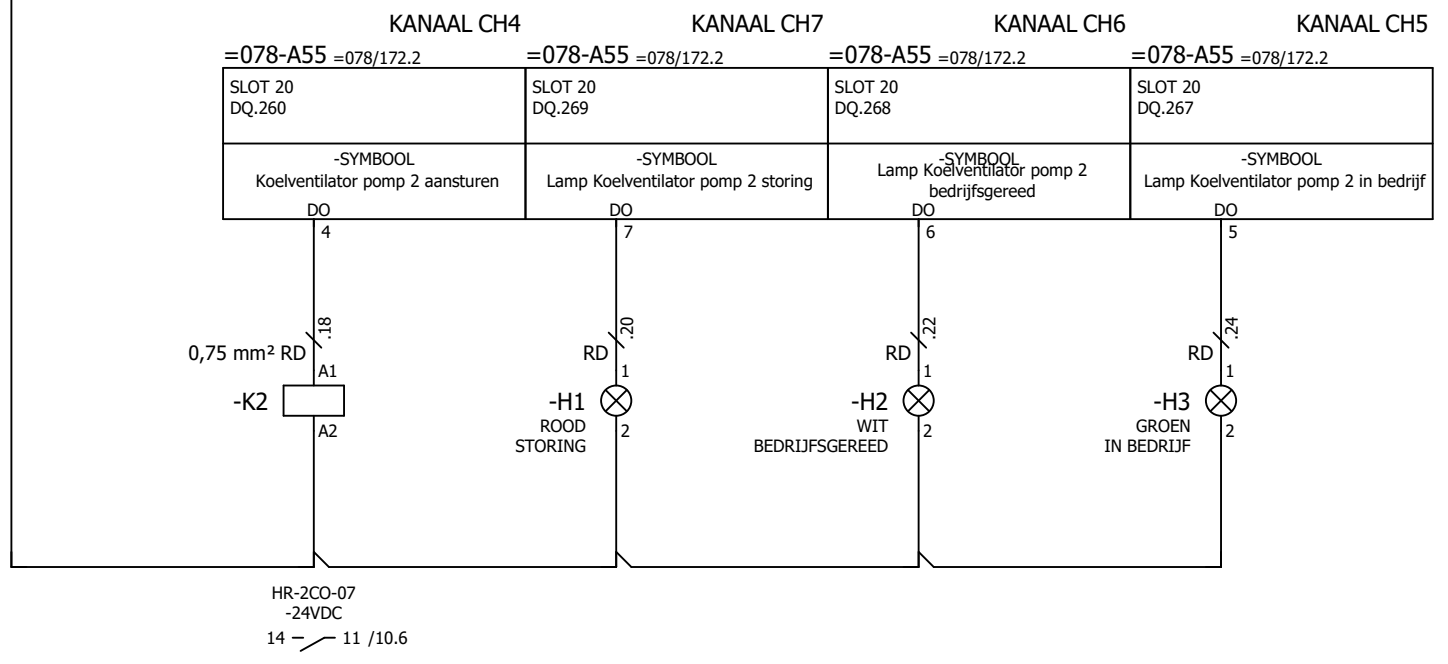 KANAAL CH4 KANAAL CH7 KANAAL CH6 KANAAL CH5
=078-A55 =078/172.2 =078-A55 =078/172.2 =078-A55 =078/172.2 =078-A55 =078/172.2
SLOT 20 SLOT 20 SLOT 20 SLOT 20
DQ.260 DQ.269 DQ.268 DQ.267
-SYMBOOL -SYMBOOL -SYMBOOL -SYMBOOL
Koelventilator pomp 2 aansturen Lamp Koelventilator pomp 2 storing Lamp Koelventilator pomp 2 Lamp Koelventilator pomp 2 in bedrijf
bedrijfsgereed
DO DO DO DO
4 7 6 5
.18 .20 .22 .24
0,75 mm² RD RD RD RD
A1 1 1 1
-K2 -H1 -H2 -H3
A2 ROOD 2 WIT 2 GROEN 2
STORING BEDRIJFSGEREED IN BEDRIJF
HR-2CO-07
-24VDC
14 11 /10.6